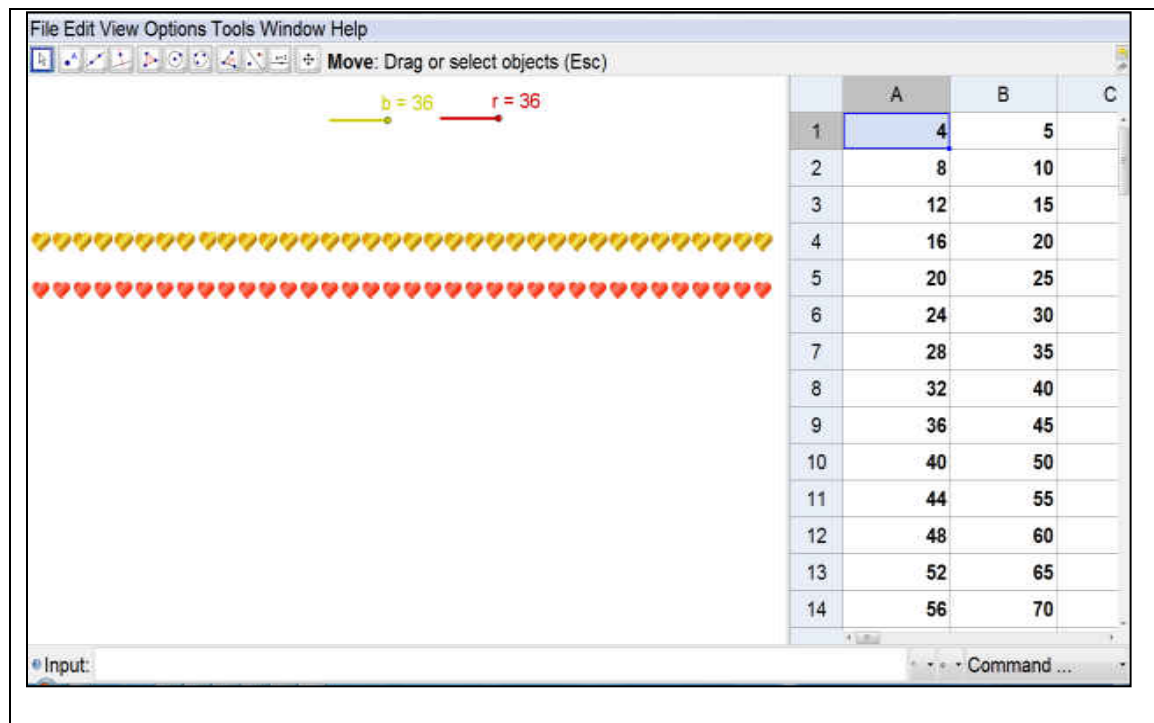 File Edit View Options Tools Window Help
Move: Drag or select objects (Esc)
b = 36 r = 36
A B C
1 4 5
2 8 10
3 12 15
4 16 20
5 20 25
6 24 30
7 28 35
8 32 40
9 36 45
10 40 50
11 44 55
12 48 60
13 52 65
14 56 70
Input: Command ...